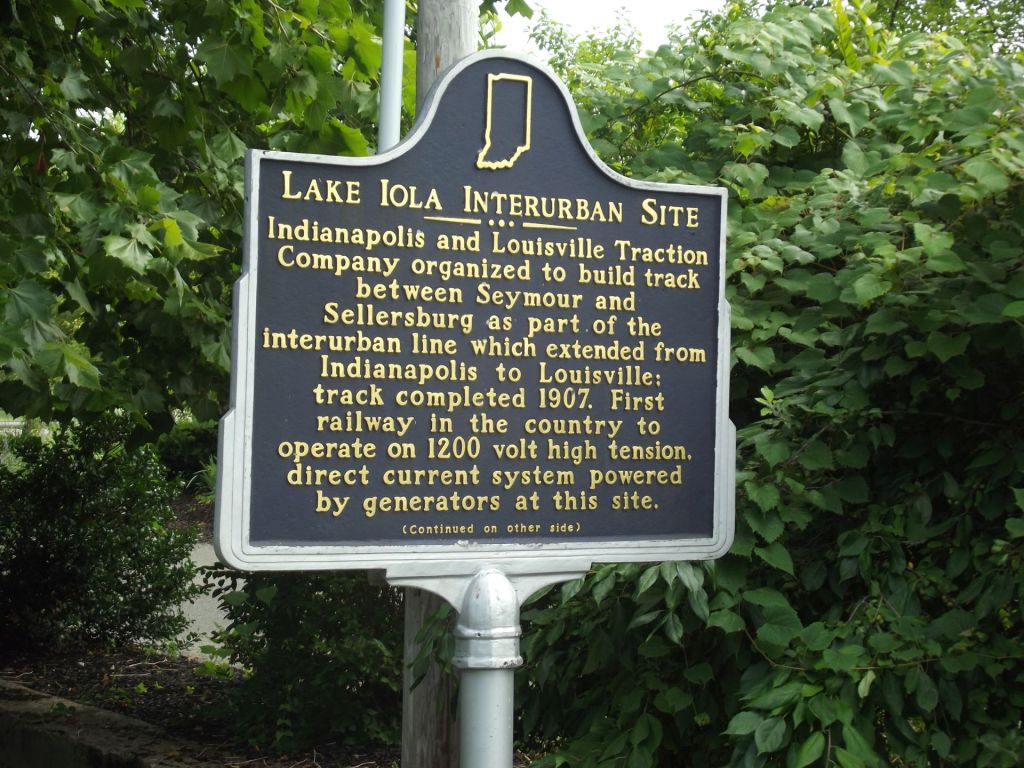 LAKE IOLA INTERURBAN SITE
Indianapolis and Louisville Traction
Company organized to build track
between Seymour and
Sellersburg as part of the
interurban line which extended from
Indianapolis to Louisville;
track completed 1907. First
railway in the country to
operate on 1200 volt high tension,
direct current system powered
by generators at this site.
(Continued on other side)